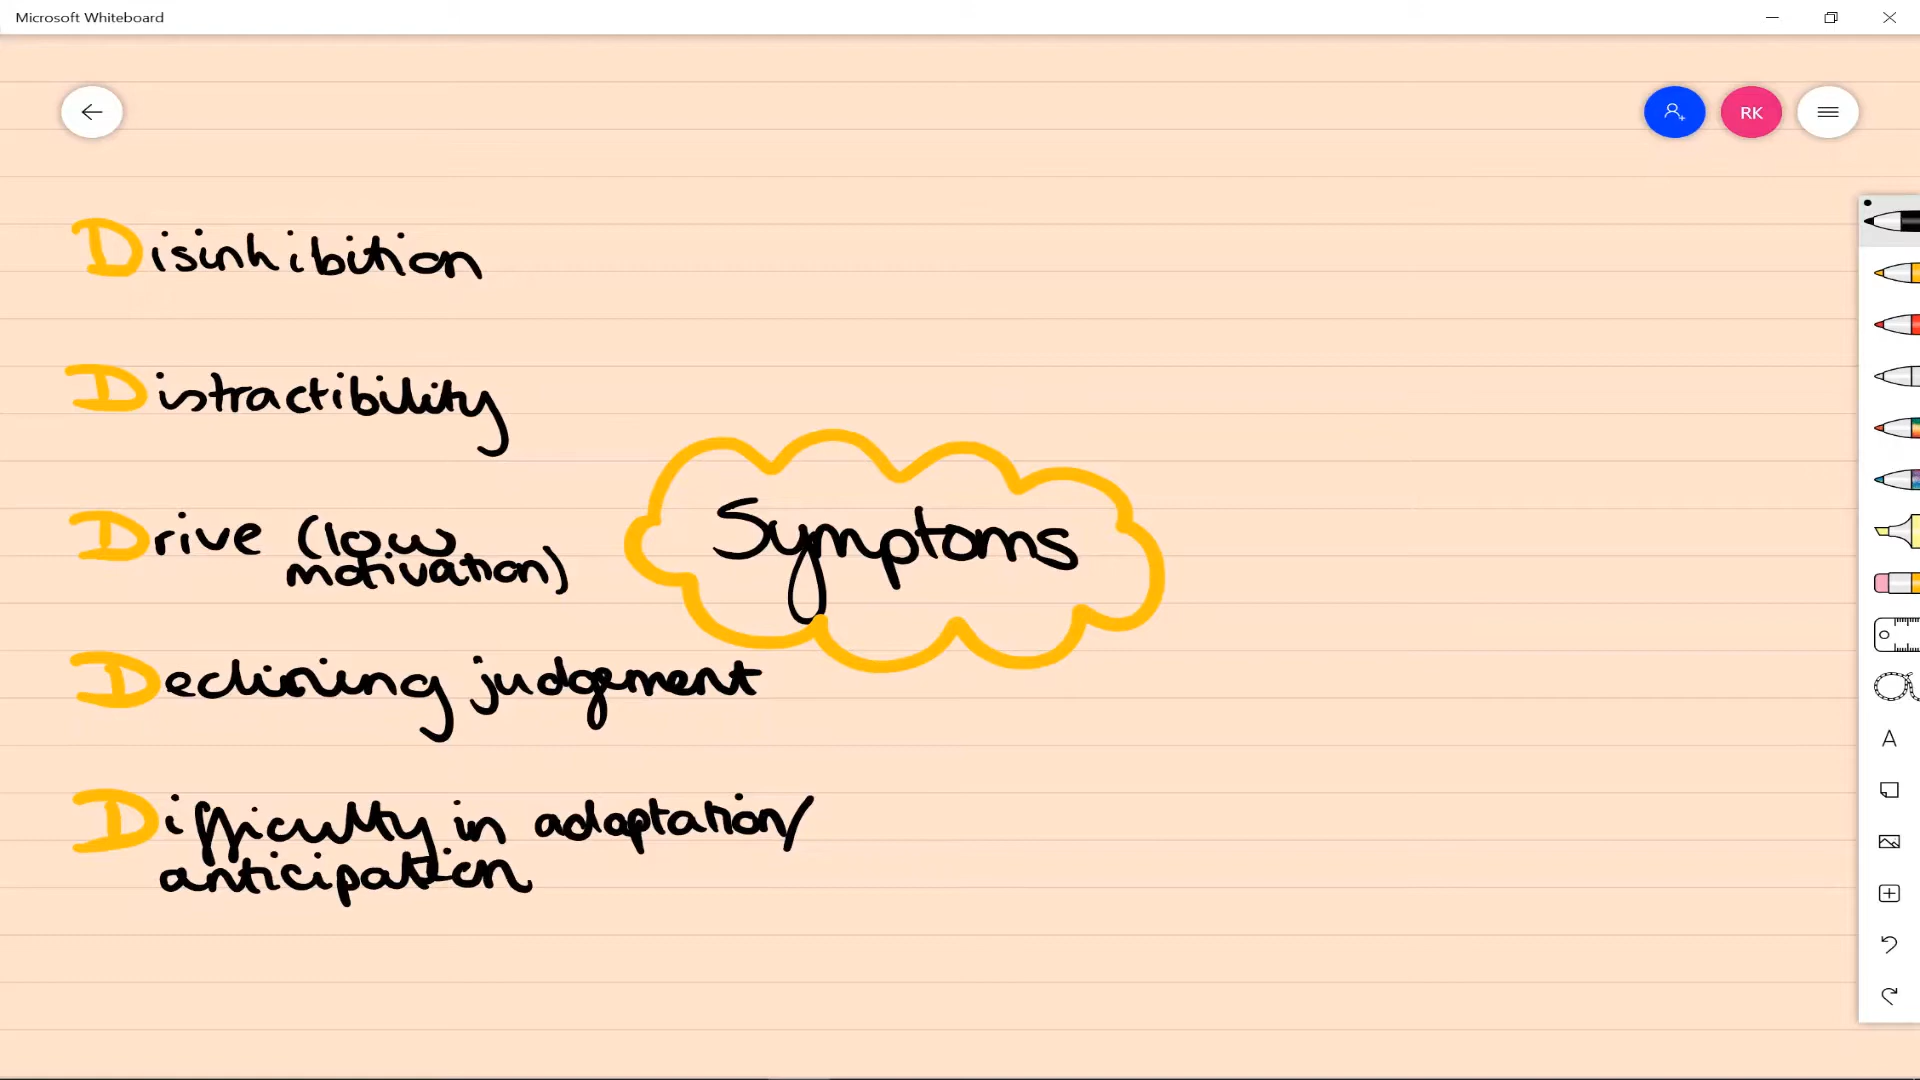 Microsoft Whiteboard
RK
Disinhibition
Distractibility
Drive (low
motivation)
Symptoms
Declining judgement
Difficulty in adaptation/
anticipation
A